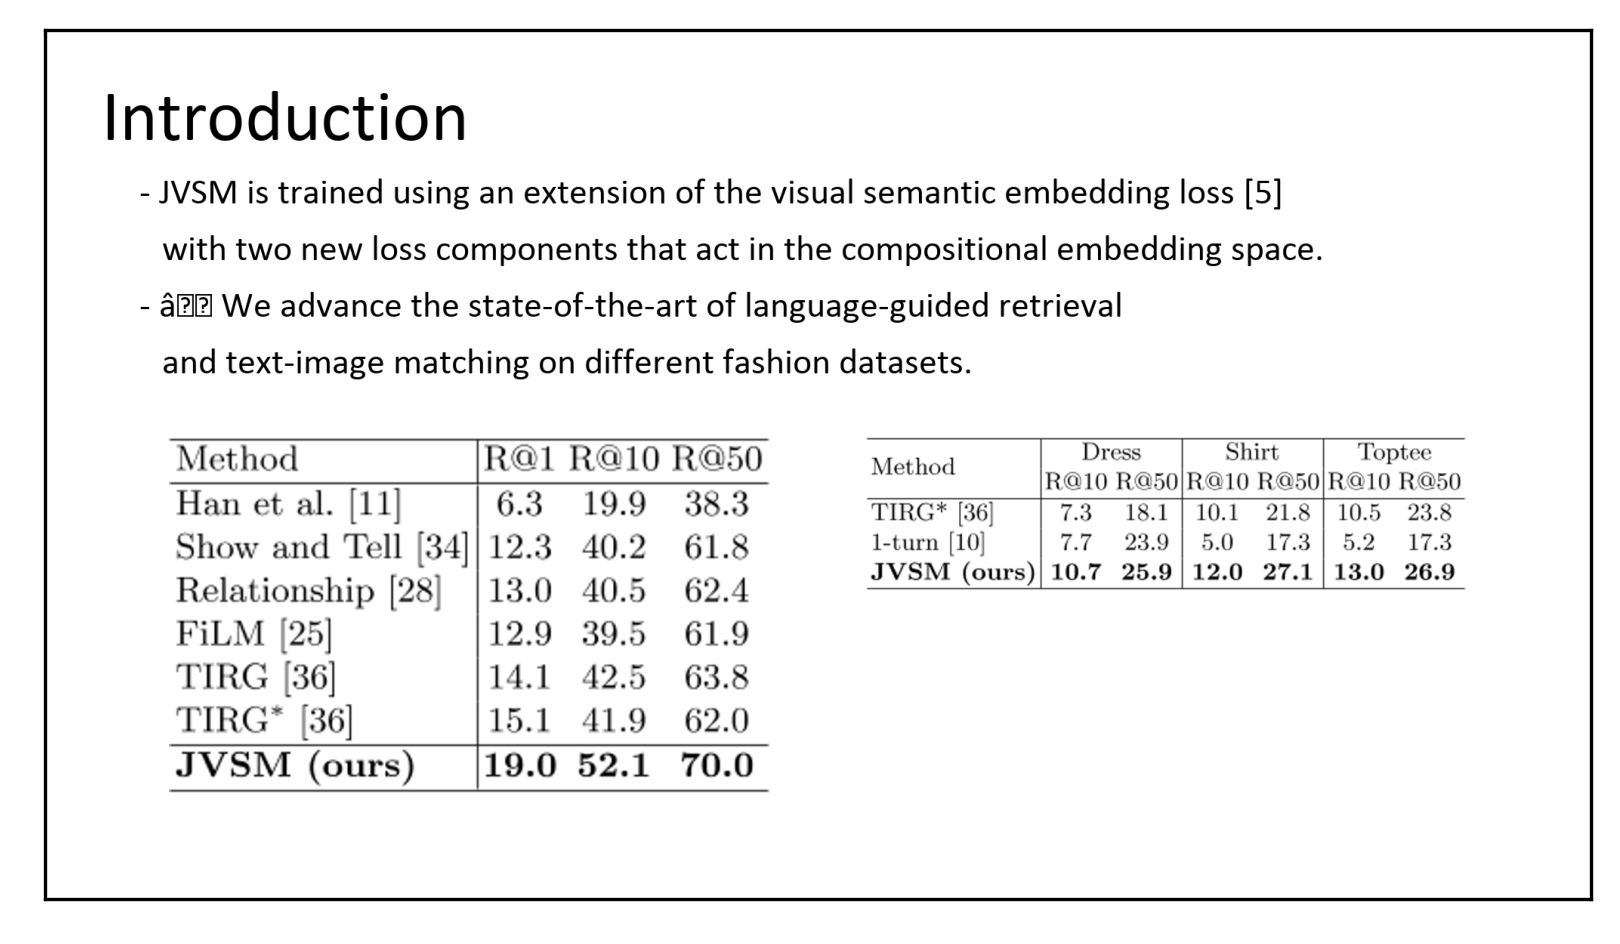 Introduction
- JVSM is trained using an extension of the visual semantic embedding loss [5]
with two new loss components that act in the compositional embedding space.
- â�� We advance the state-of-the-art of language-guided retrieval
and text-image matching on different fashion datasets.
Method R@1 R@10 R@50
Han et al. [11] 6.3 19.9 38.3
Show and Tell [34] 12.3 40.2 61.8
Relationship [28] 13.0 40.5 62.4
FiLM [25] 12.9 39.5 61.9
TIRG [36] 14.1 42.5 63.8
TIRG* [36] 15.1 41.9 62.0
JVSM (ours) 19.0 52.1 70.0
Method Dress Shirt Toptee
R@10 R@50 R@10 R@50 R@10 R@50
TIRG* [36] 7.3 18.1 10.1 21.8 10.5 23.8
1-turn [10] 7.7 23.9 5.0 17.3 5.2 17.3
JVSM (ours) 10.7 25.9 12.0 27.1 13.0 26.9